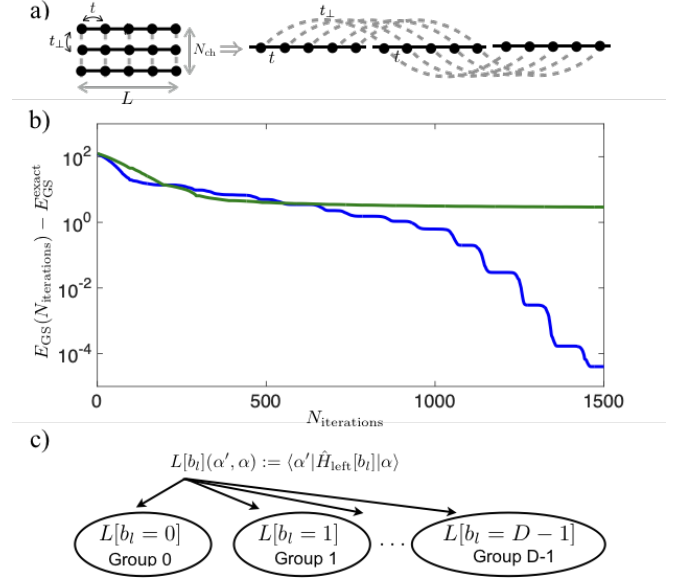 a)
t
t⊥
N_ch
L
t⊥
t
t
b)
E_GS(N_iterations) − E_GS^exact
10^2
10^0
10^-2
10^-4
0 500 1000 1500
N_iterations
c)
L[b_l](α′, α) := ⟨α′|Ĥ_left[b_l]|α⟩
L[b_l = 0] L[b_l = 1] ··· L[b_l = D − 1]
Group 0 Group 1 Group D-1